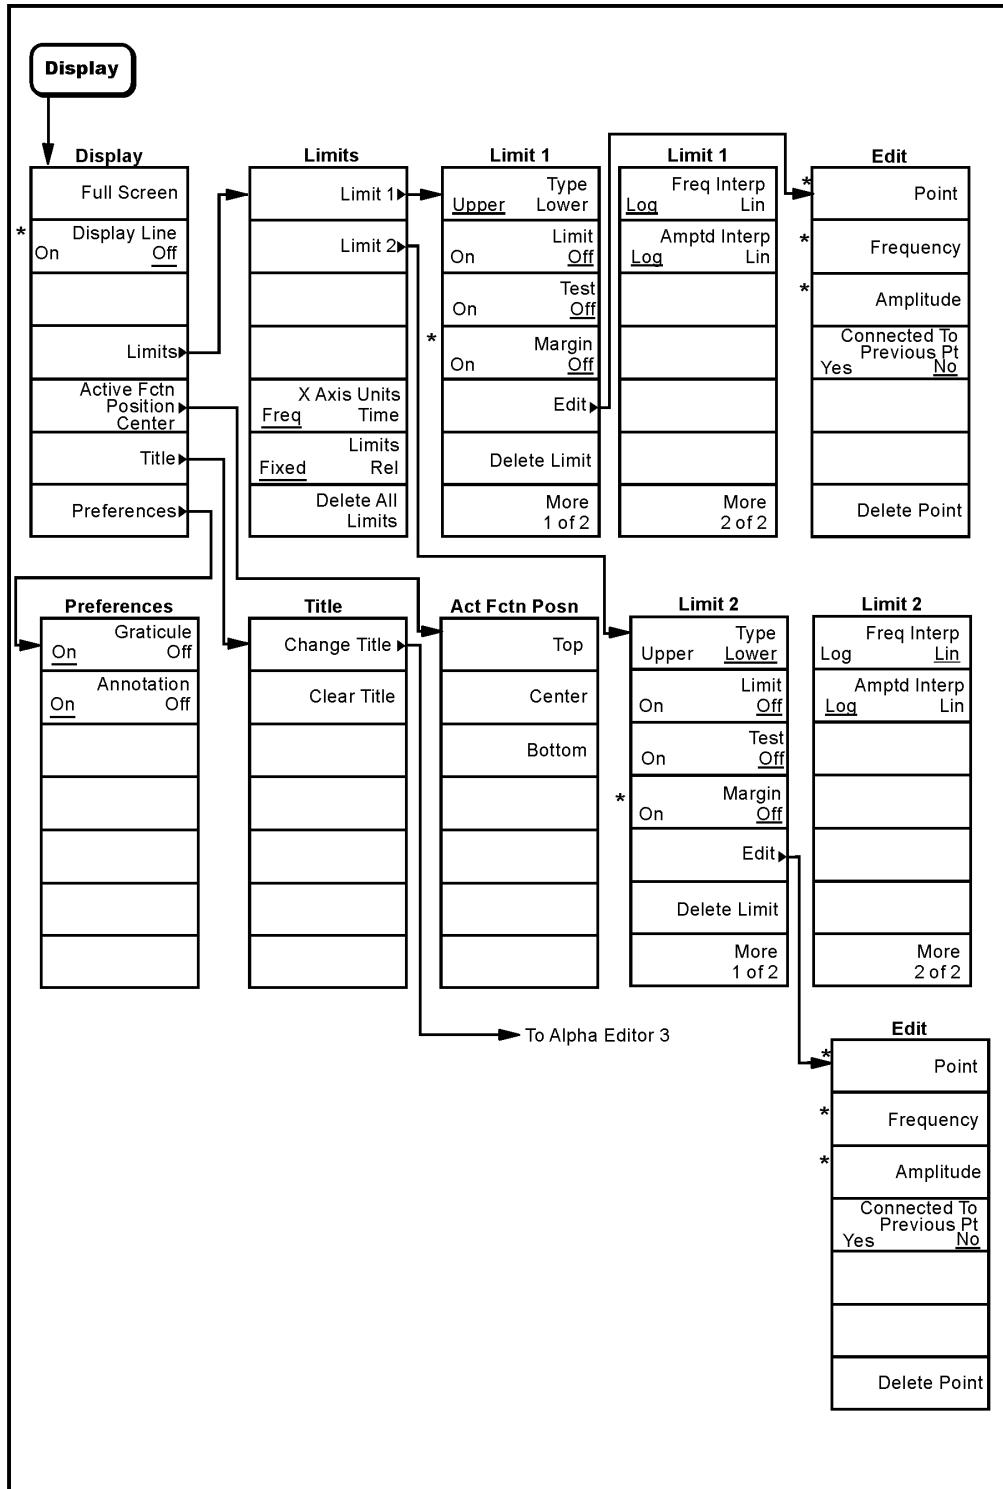 Display
Display
Full Screen
* Display Line
On Off
Limits
Active Fctn
Position
Center
Title
Preferences
Limits
Limit 1
Limit 2
X Axis Units
Freq Time
Limits
Fixed Rel
Delete All
Limits
Limit 1
Type
Upper Lower
Limit
On Off
Test
On Off
* Margin
On Off
Edit
Delete Limit
More
1 of 2
Limit 1
Freq Interp
Log Lin
Amptd Interp
Log Lin
More
2 of 2
Edit
* Point
* Frequency
* Amplitude
Connected To
Previous Pt
Yes No
Delete Point
Preferences
Graticule
On Off
Annotation
On Off
Title
Change Title
Clear Title
Act Fctn Posn
Top
Center
Bottom
Limit 2
Type
Upper Lower
Limit
On Off
Test
On Off
* Margin
On Off
Edit
Delete Limit
More
1 of 2
Limit 2
Freq Interp
Log Lin
Amptd Interp
Log Lin
More
2 of 2
To Alpha Editor 3
Edit
* Point
* Frequency
* Amplitude
Connected To
Previous Pt
Yes No
Delete Point